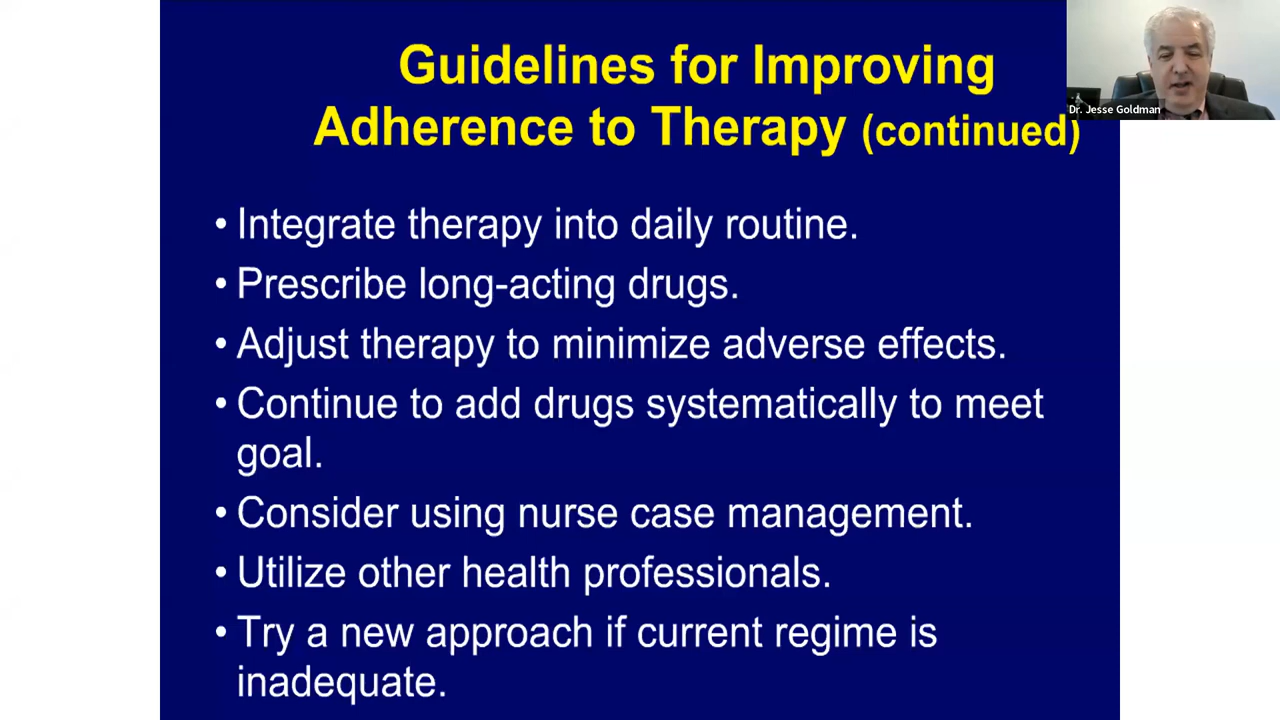 Guidelines for Improving
Adherence to Therapy (continued)
• Integrate therapy into daily routine.
• Prescribe long-acting drugs.
• Adjust therapy to minimize adverse effects.
• Continue to add drugs systematically to meet
goal.
• Consider using nurse case management.
• Utilize other health professionals.
• Try a new approach if current regime is
inadequate.
Dr. Jesse Goldman